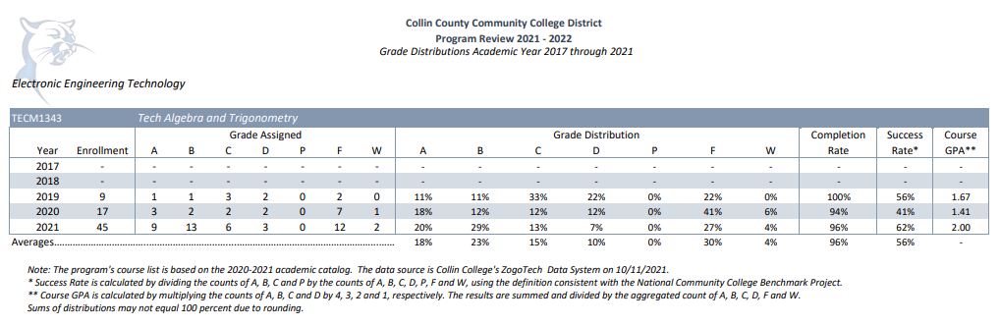 Collin County Community College District
Program Review 2021 - 2022
Grade Distributions Academic Year 2017 through 2021
Electronic Engineering Technology
TECM1343 Tech Algebra and Trigonometry
Grade Assigned Grade Distribution Completion Success Course
Year Enrollment A B C D P F W A B C D P F W Rate Rate* GPA**
2017 - - - - - - - - - - - - - - - - - -
2018 - - - - - - - - - - - - - - - - - -
2019 9 1 1 3 2 0 2 0 11% 11% 33% 22% 0% 22% 0% 100% 56% 1.67
2020 17 3 2 2 2 0 7 1 18% 12% 12% 12% 0% 41% 6% 94% 41% 1.41
2021 45 9 13 6 3 0 12 2 20% 29% 13% 7% 0% 27% 4% 96% 62% 2.00
Averages.................................................................................................... 18% 23% 15% 10% 0% 30% 4% 96% 56% -
Note: The program's course list is based on the 2020-2021 academic catalog. The data source is Collin College's ZogoTech Data System on 10/11/2021.
* Success Rate is calculated by dividing the counts of A, B, C and P by the counts of A, B, C, D, P, F and W, using the definition consistent with the National Community College Benchmark Project.
** Course GPA is calculated by multiplying the counts of A, B, C and D by 4, 3, 2 and 1, respectively. The results are summed and divided by the aggregated count of A, B, C, D, F and W.
Sums of distributions may not equal 100 percent due to rounding.